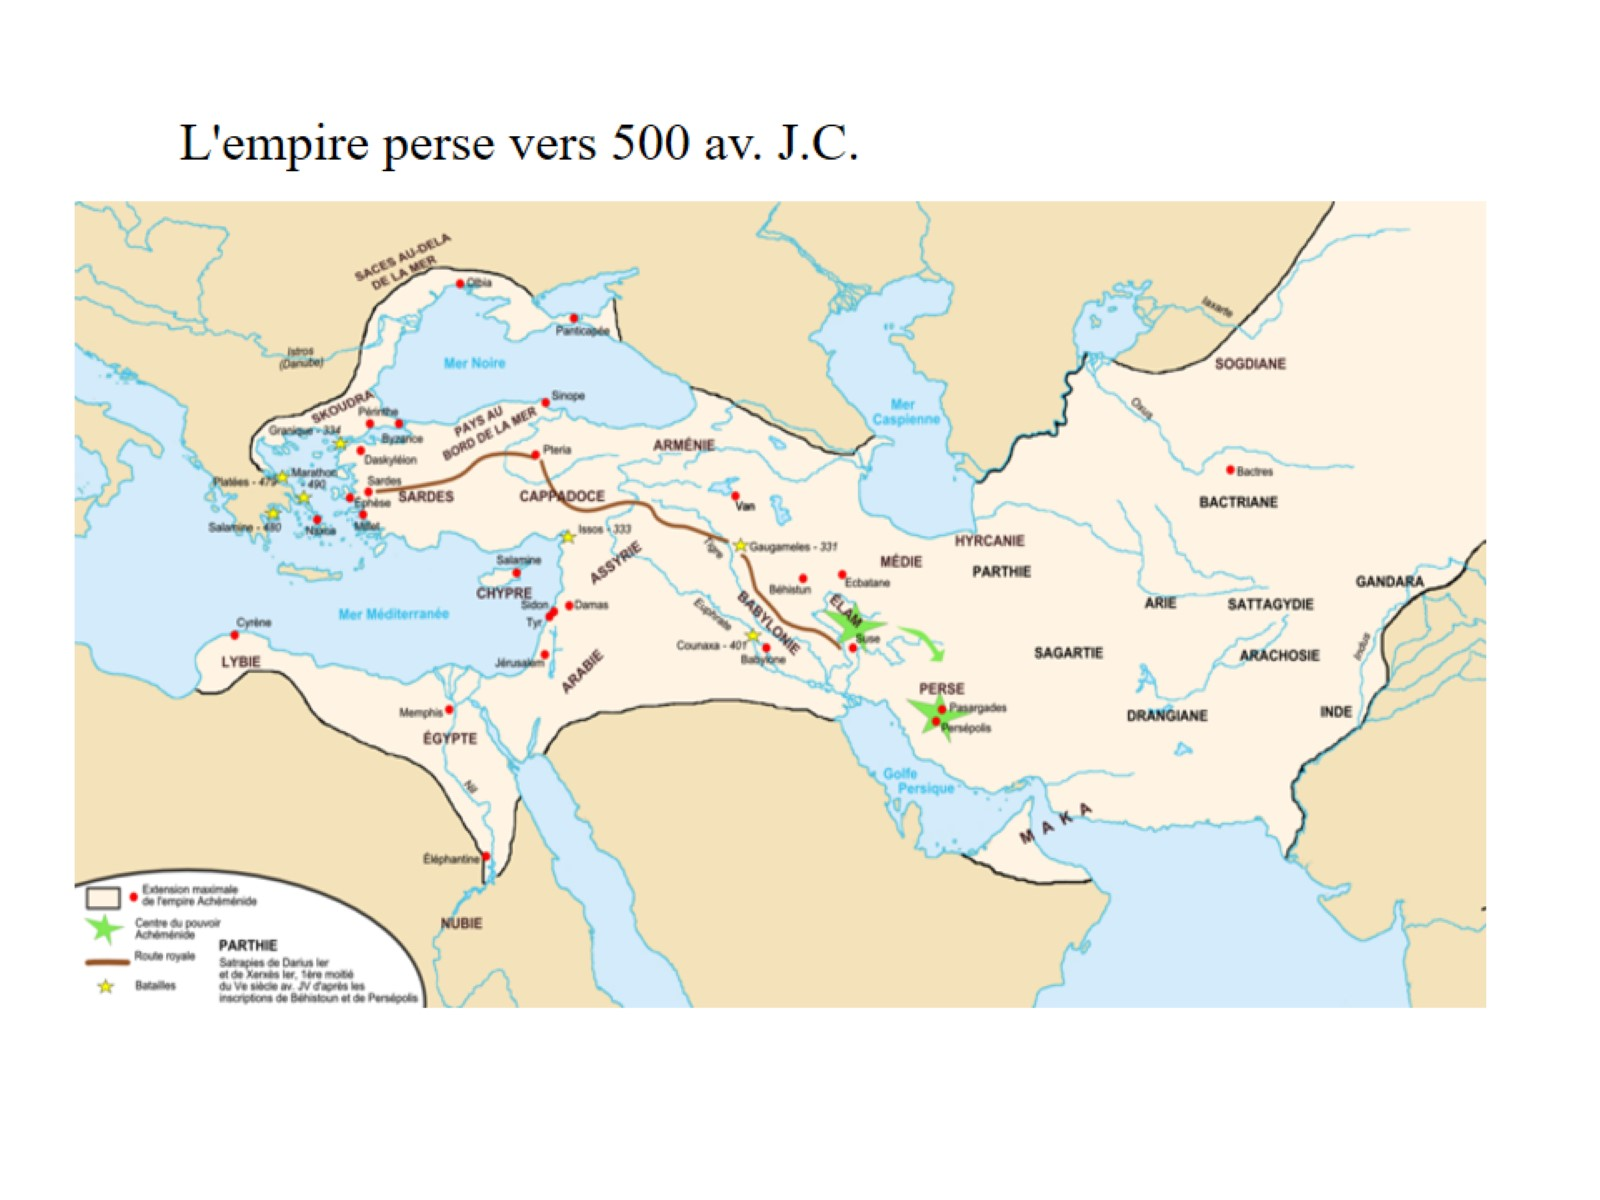 L'empire perse vers 500 av. J.C.
SACES AU-DELA
DE LA MER
Olbia
Panticapée
Istros
(Danube)
Mer Noire
Iaxarte
SOGDIANE
Mer
Caspienne
Oxus
SKOUDRA
Périnthe
Sinope
Granique - 334
Byzance
PAYS AU
BORD DE LA MER
Daskyléion
Pteria
ARMÉNIE
Bactres
Marathon
- 490
Platées - 479
Sardes
SARDES
CAPPADOCE
Éphèse
Van
BACTRIANE
Salamine - 480
Naxos
Milet
Issos - 333
Tigre
Gaugameles - 331
HYRCANIE
MÉDIE
PARTHIE
Salamine
ASSYRIE
Béhistun
Ecbatane
GANDARA
CHYPRE
Sidon
Damas
Euphrate
BABYLONIE
ÉLAM
ARIE
SATTAGYDIE
Mer Méditerranée
Tyr
Cyrène
Counaxa - 401
Suse
Babylone
SAGARTIE
ARACHOSIE
Indus
LYBIE
Jérusalem
ARABIE
PERSE
Pasargades
Persépolis
Memphis
DRANGIANE
INDE
ÉGYPTE
Nil
Golfe
Persique
MAKA
Éléphantine
NUBIE
Extension maximale
de l'empire Achéménide
Centre du pouvoir
Achéménide
Route royale
Batailles
PARTHIE
Satrapies de Darius Ier
et de Xerxès Ier, 1ère moitié
du Ve siècle av. JV d'après les
inscriptions de Béhistoun et de Persépolis